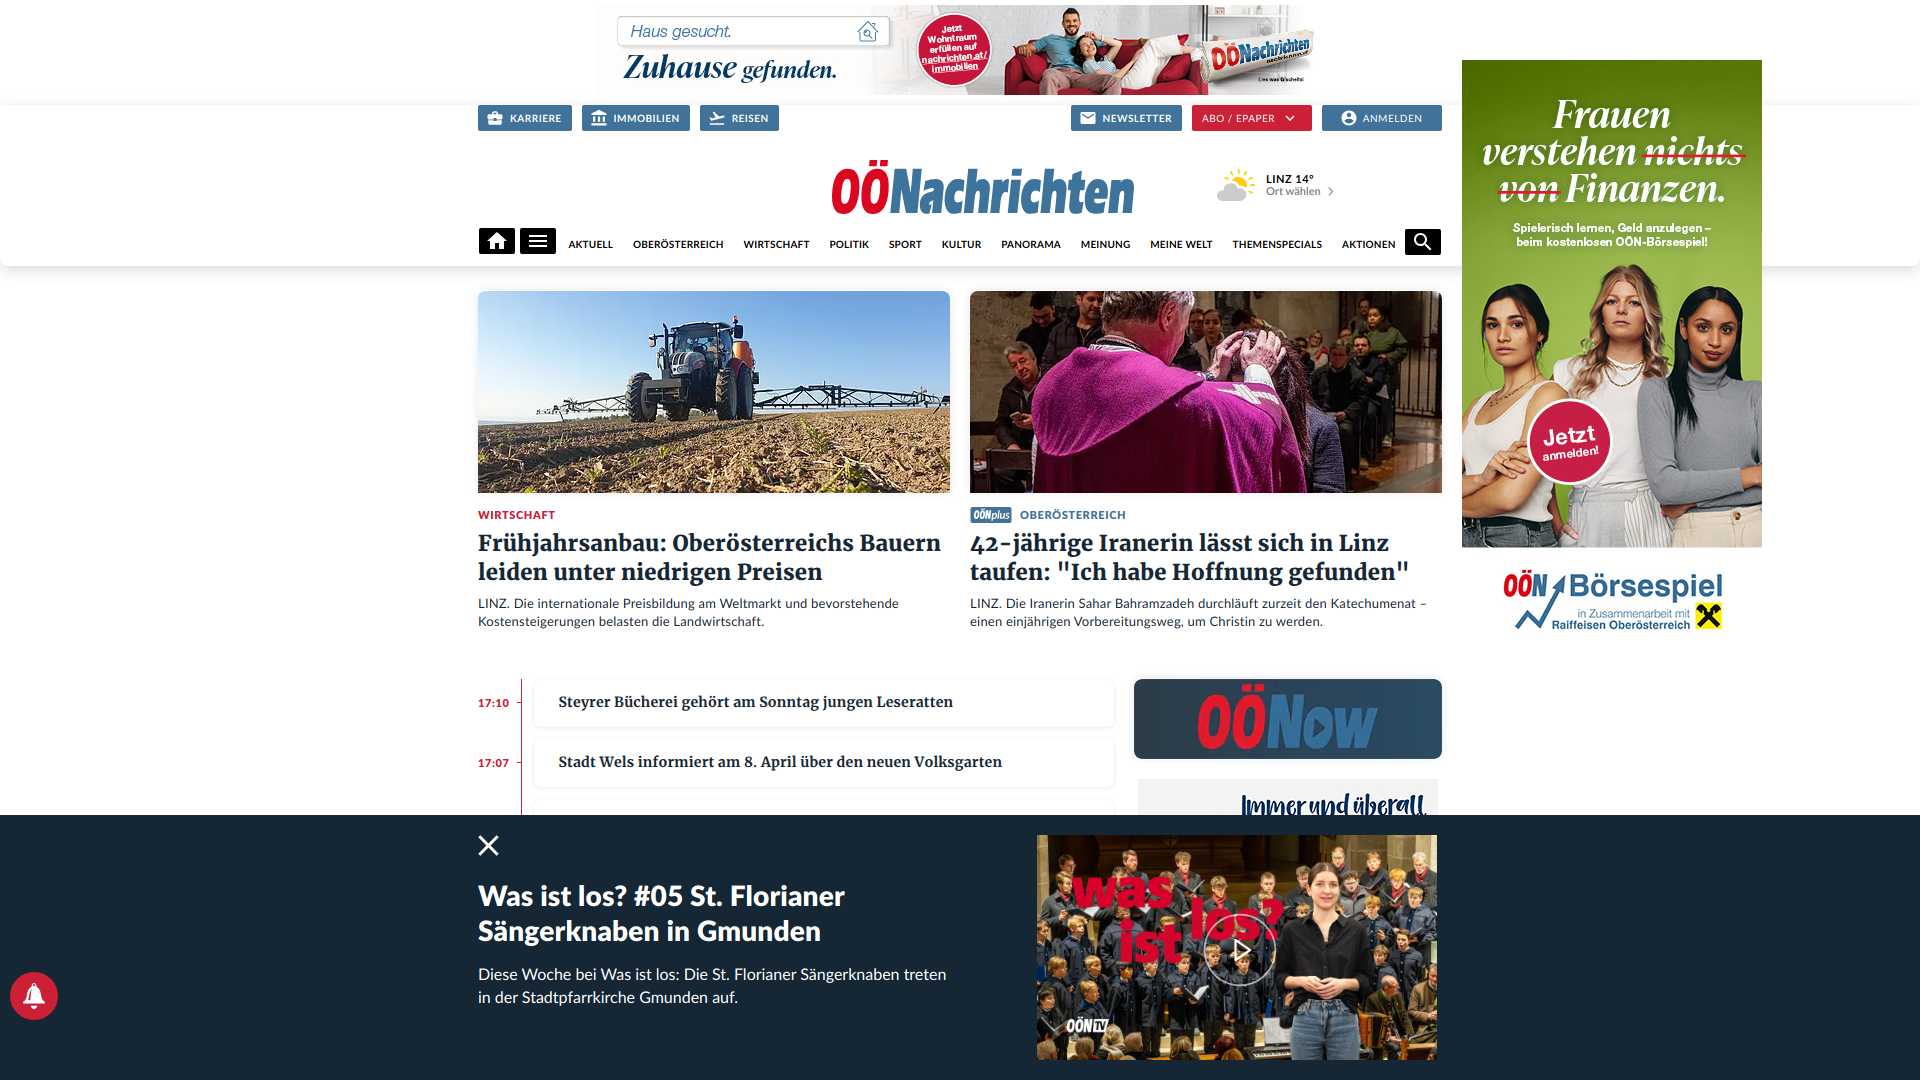 Haus gesucht.
Zuhause gefunden.
Jetzt
Wohntraum
erfüllen auf
nachrichten.at/
immobilien
OÖNachrichten
Lies was G'scheits!
KARRIERE
IMMOBILIEN
REISEN
NEWSLETTER
ABO / EPAPER
ANMELDEN
OÖNachrichten
LINZ 14°
Ort wählen
AKTUELL
OBERÖSTERREICH
WIRTSCHAFT
POLITIK
SPORT
KULTUR
PANORAMA
MEINUNG
MEINE WELT
THEMENSPECIALS
AKTIONEN
Frauen
verstehen nichts
von Finanzen.
Spielerisch lernen, Geld anzulegen –
beim kostenlosen OÖN-Börsespiel!
Jetzt
anmelden!
OÖN Börsespiel
in Zusammenarbeit mit
Raiffeisen Oberösterreich
WIRTSCHAFT
Frühjahrsanbau: Oberösterreichs Bauern
leiden unter niedrigen Preisen
LINZ. Die internationale Preisbildung am Weltmarkt und bevorstehende
Kostensteigerungen belasten die Landwirtschaft.
OÖNplus OBERÖSTERREICH
42-jährige Iranerin lässt sich in Linz
taufen: "Ich habe Hoffnung gefunden"
LINZ. Die Iranerin Sahar Bahramzadeh durchläuft zurzeit den Katechumenat –
einen einjährigen Vorbereitungsweg, um Christin zu werden.
17:10 Steyrer Bücherei gehört am Sonntag jungen Leseratten
17:07 Stadt Wels informiert am 8. April über den neuen Volksgarten
OÖNow
Immer und überall
Was ist los? #05 St. Florianer
Sängerknaben in Gmunden
Diese Woche bei Was ist los: Die St. Florianer Sängerknaben treten
in der Stadtpfarrkirche Gmunden auf.
was
ist los?
OÖN TV